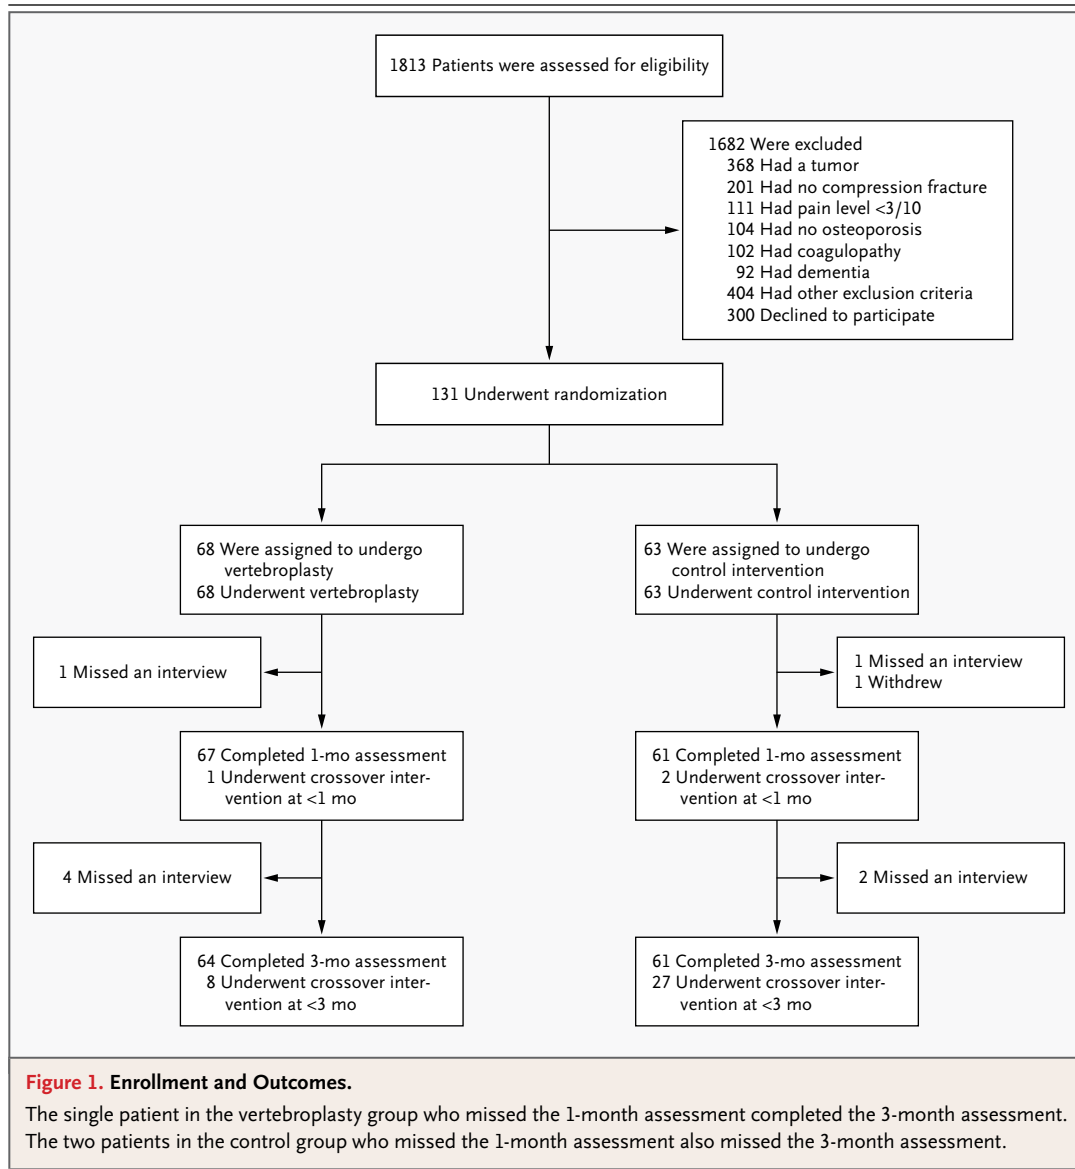 1813 Patients were assessed for eligibility
1682 Were excluded
368 Had a tumor
201 Had no compression fracture
111 Had pain level <3/10
104 Had no osteoporosis
102 Had coagulopathy
92 Had dementia
404 Had other exclusion criteria
300 Declined to participate
131 Underwent randomization
68 Were assigned to undergo
vertebroplasty
68 Underwent vertebroplasty
63 Were assigned to undergo
control intervention
63 Underwent control intervention
1 Missed an interview
1 Missed an interview
1 Withdrew
67 Completed 1-mo assessment
1 Underwent crossover inter-
vention at <1 mo
61 Completed 1-mo assessment
2 Underwent crossover inter-
vention at <1 mo
4 Missed an interview
2 Missed an interview
64 Completed 3-mo assessment
8 Underwent crossover inter-
vention at <3 mo
61 Completed 3-mo assessment
27 Underwent crossover inter-
vention at <3 mo
Figure 1. Enrollment and Outcomes.
The single patient in the vertebroplasty group who missed the 1-month assessment completed the 3-month assessment.
The two patients in the control group who missed the 1-month assessment also missed the 3-month assessment.